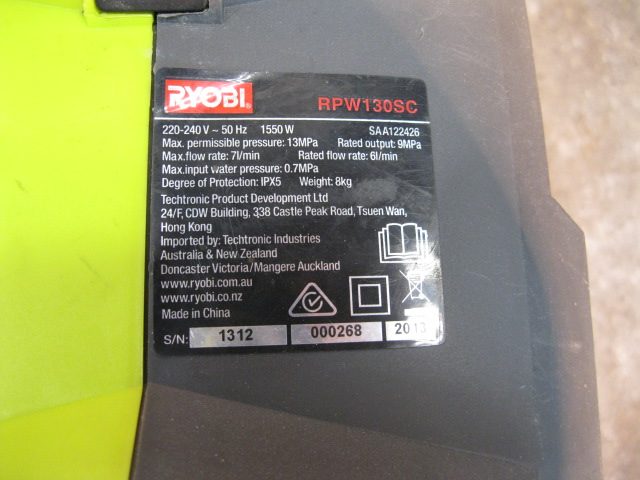 RYOBI RPW130SC
220-240 V ~ 50 Hz 1550 W SAA122426
Max. permissible pressure: 13MPa Rated output: 9MPa
Max.flow rate: 7l/min Rated flow rate: 6l/min
Max.input water pressure: 0.7MPa
Degree of Protection: IPX5 Weight: 8kg
Techtronic Product Development Ltd
24/F, CDW Building, 338 Castle Peak Road, Tsuen Wan,
Hong Kong
Imported by: Techtronic Industries
Australia & New Zealand
Doncaster Victoria/Mangere Auckland
www.ryobi.com.au
www.ryobi.co.nz
Made in China
S/N: 1312 000268 2013